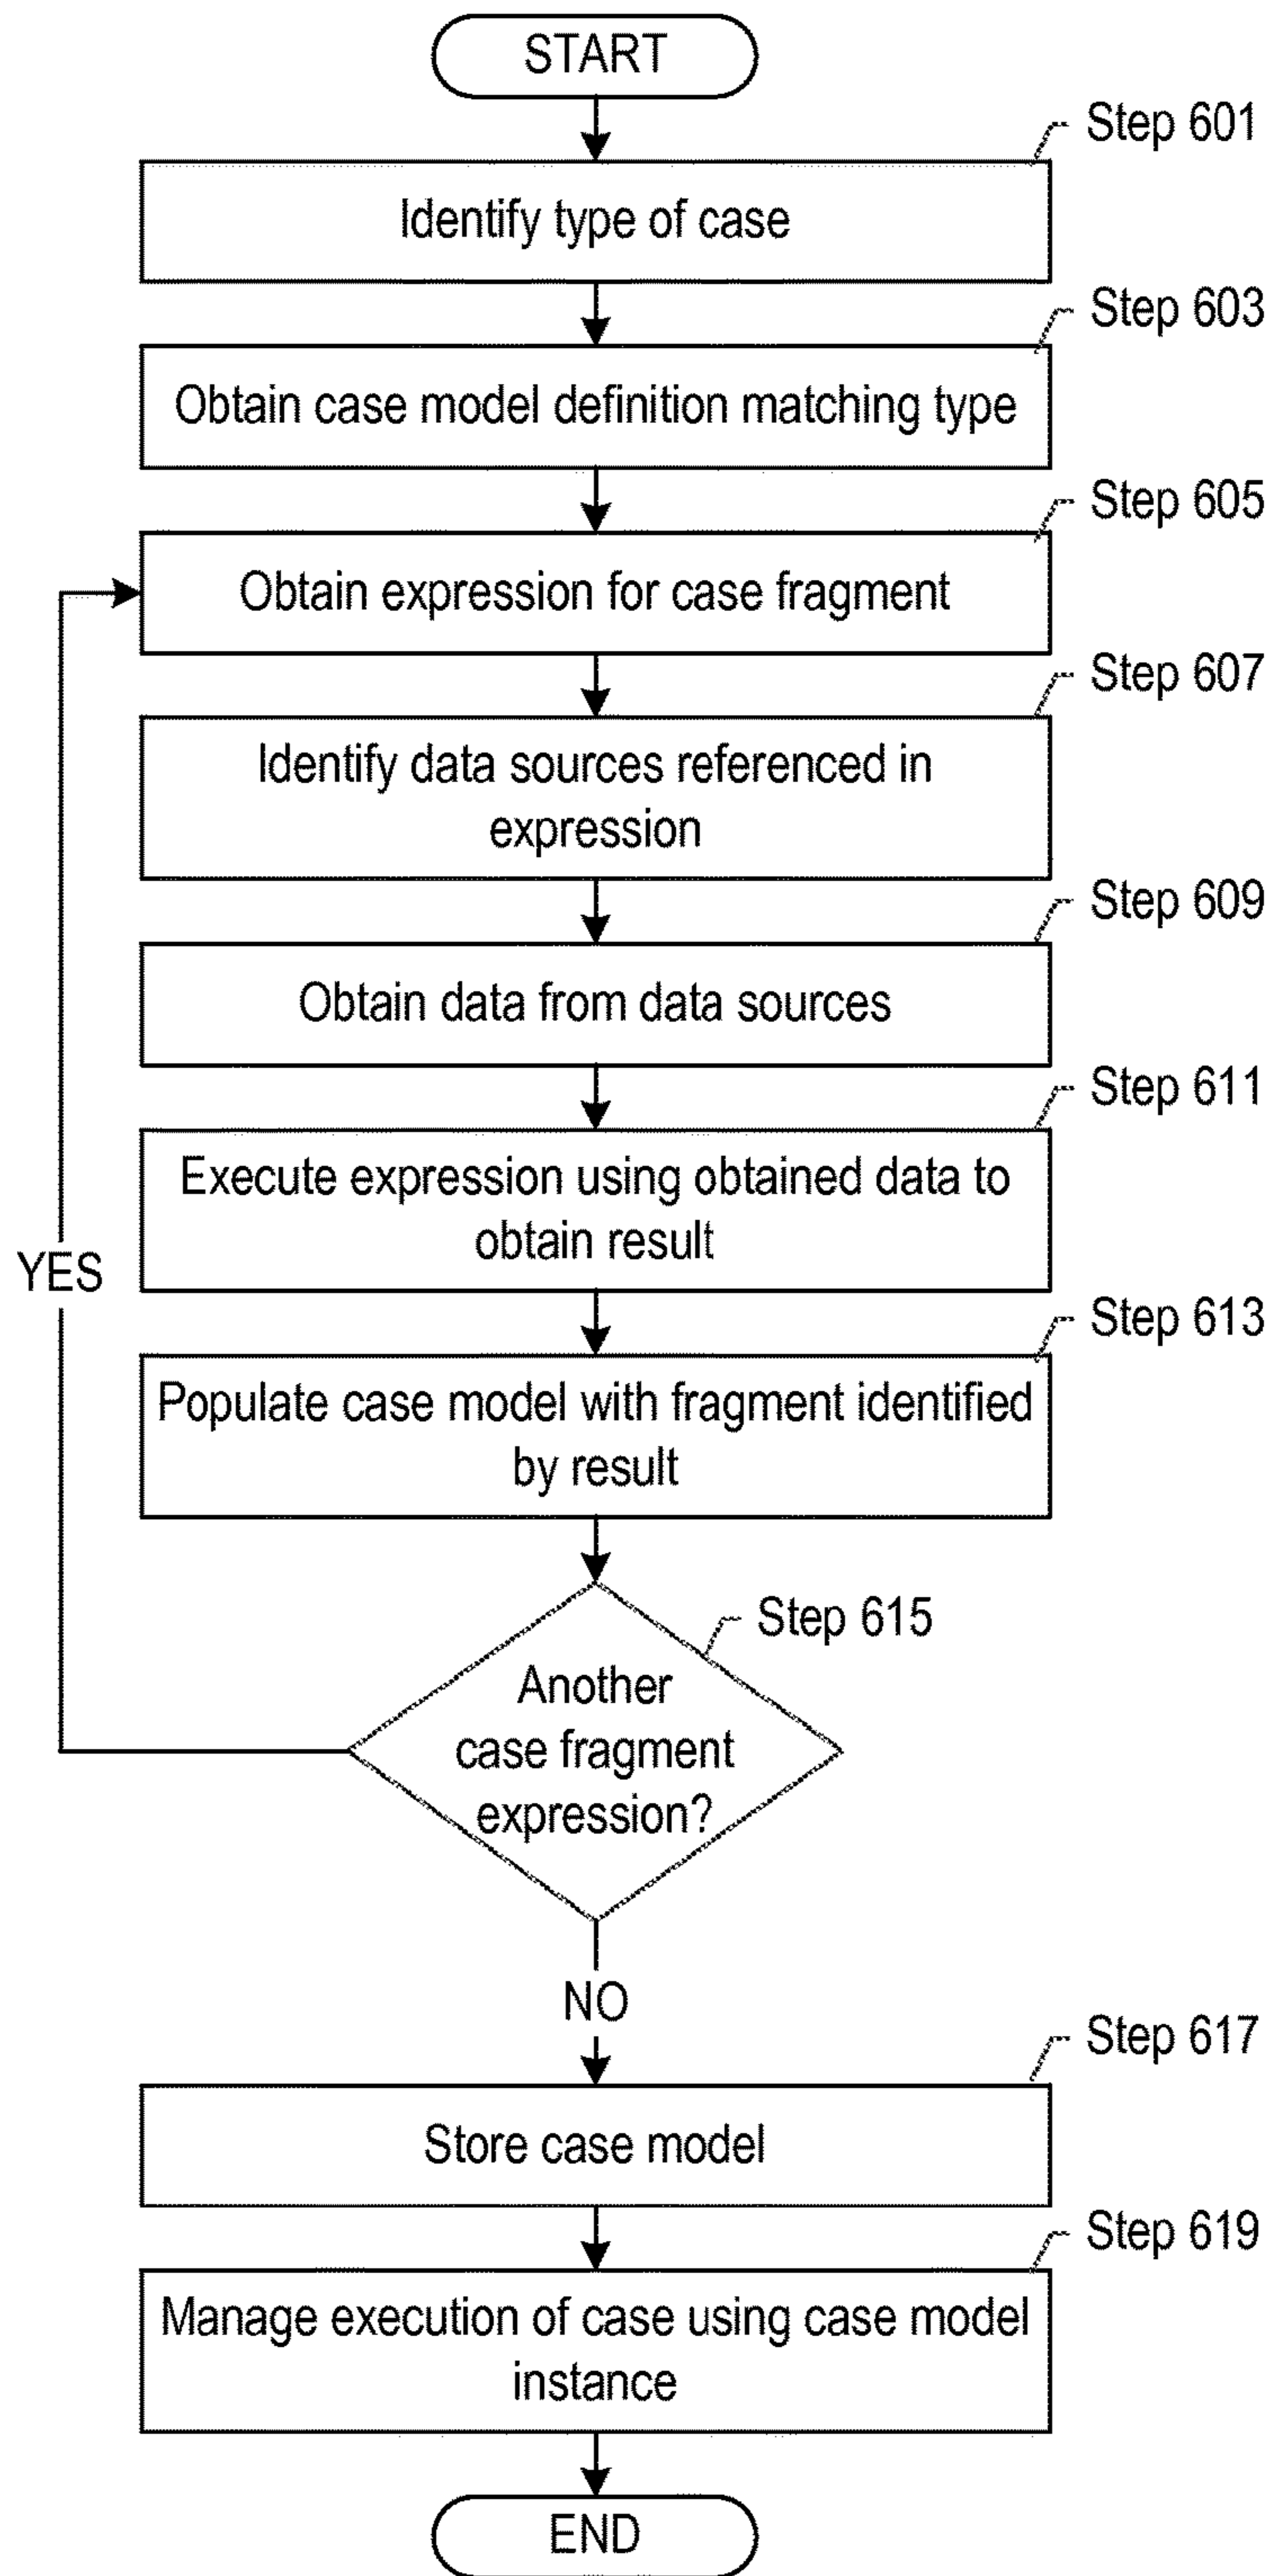 START
Step 601
Identify type of case
Step 603
Obtain case model definition matching type
Step 605
Obtain expression for case fragment
Step 607
Identify data sources referenced in
expression
Step 609
Obtain data from data sources
Step 611
Execute expression using obtained data to
obtain result
YES
Step 613
Populate case model with fragment identified
by result
Step 615
Another
case fragment
expression?
NO
Step 617
Store case model
Step 619
Manage execution of case using case model
instance
END